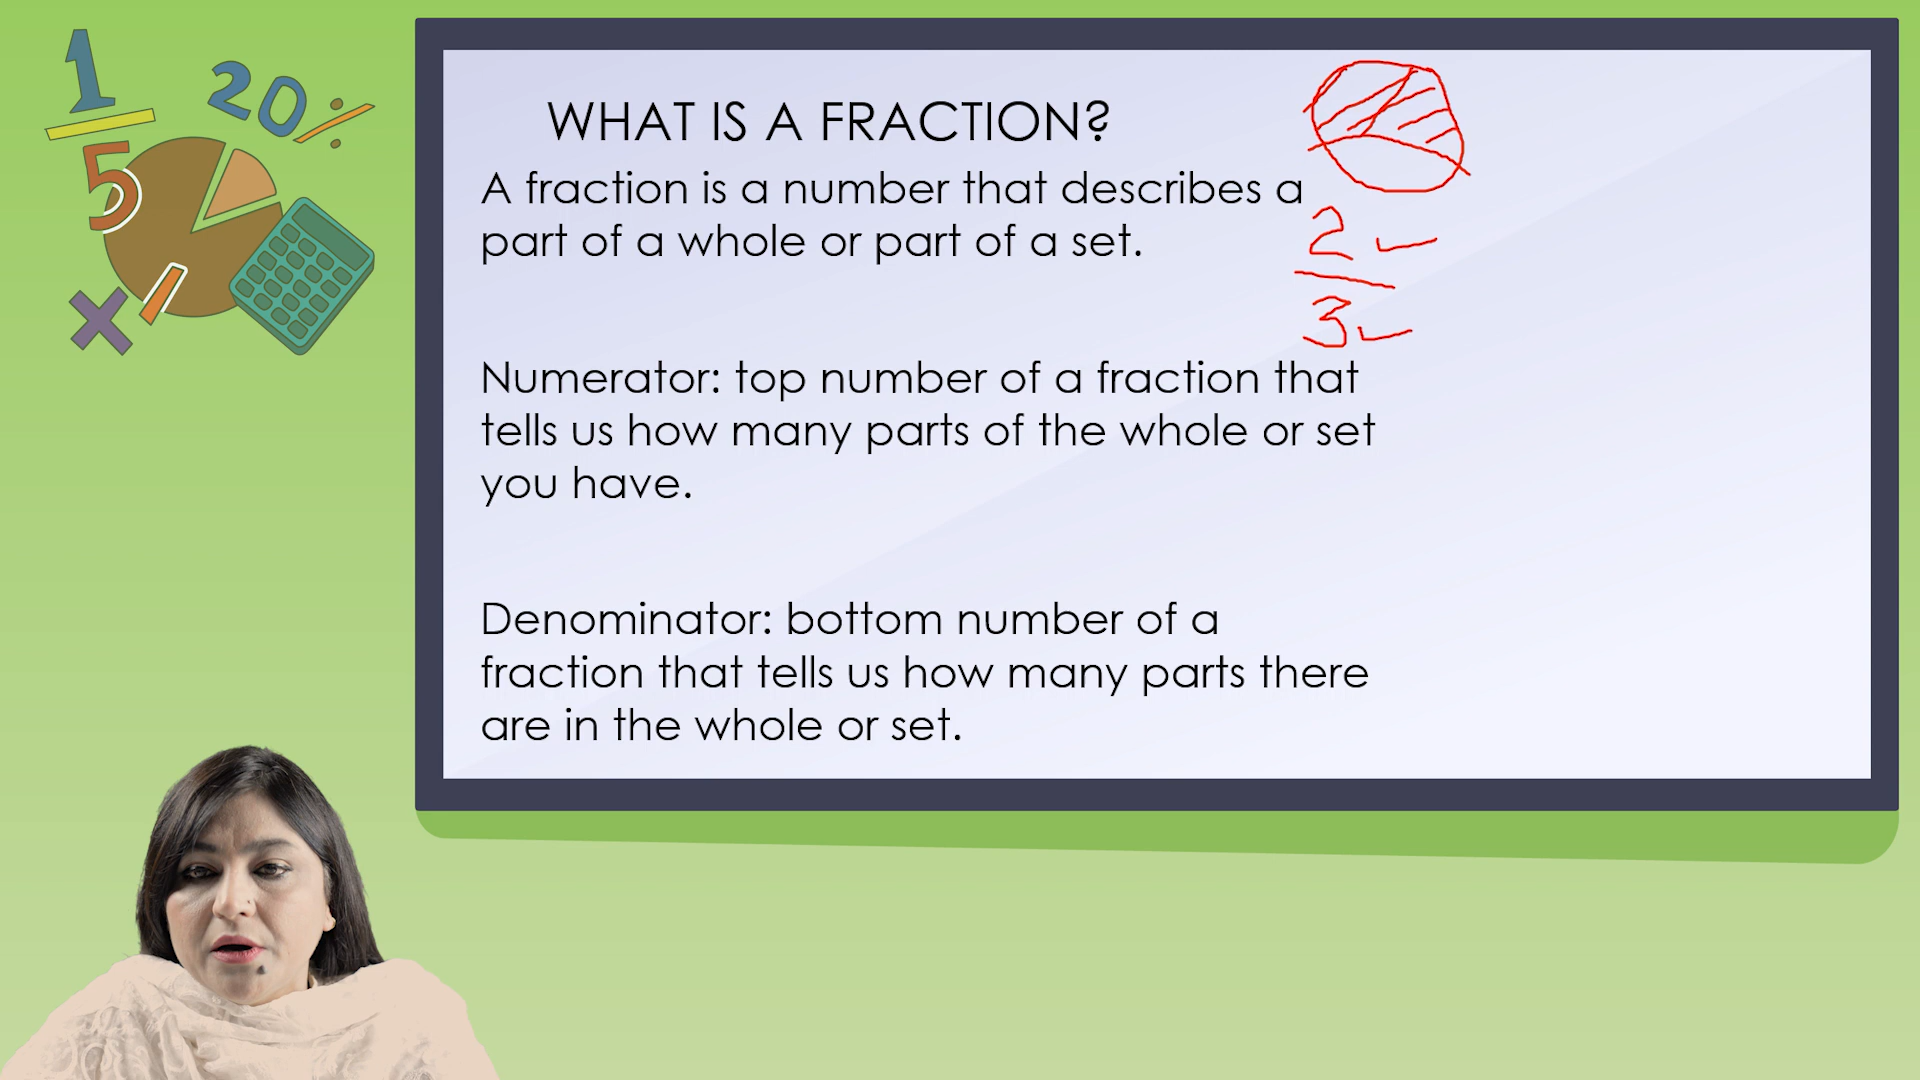 1
5
20%
WHAT IS A FRACTION?
A fraction is a number that describes a
part of a whole or part of a set.
2
3
Numerator: top number of a fraction that
tells us how many parts of the whole or set
you have.
Denominator: bottom number of a
fraction that tells us how many parts there
are in the whole or set.